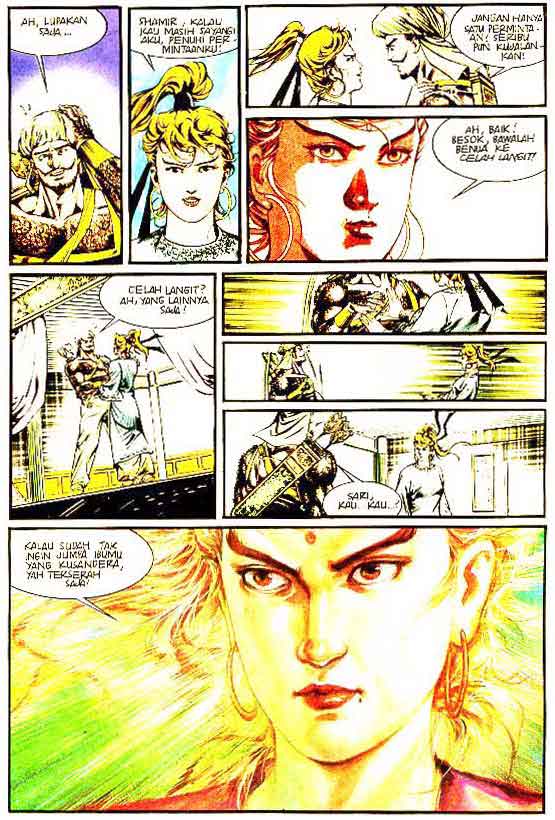 AH, LUPAKAN
SAJA...
SHAMIR, KALAU
KAU MASIH SAYANGI
AKU, PENUHI PER-
MINTAANKU!
JANGAN HANYA
SATU PERMINTA-
AN! SERIBU
PUN KUJALAN-
KAN!
AH, BAIK!
BESOK, BAWALAH
BENUA KE
CELAH LANGIT!
CELAH LANGIT?
AH, YANG LAINNYA
SAJA!
SARI,
KAU.. KAU...!
KALAU SUDAH TAK
INGIN JUMPA IBUMU
YANG KUSANDERA,
YAH TERSERAH
SAJA!